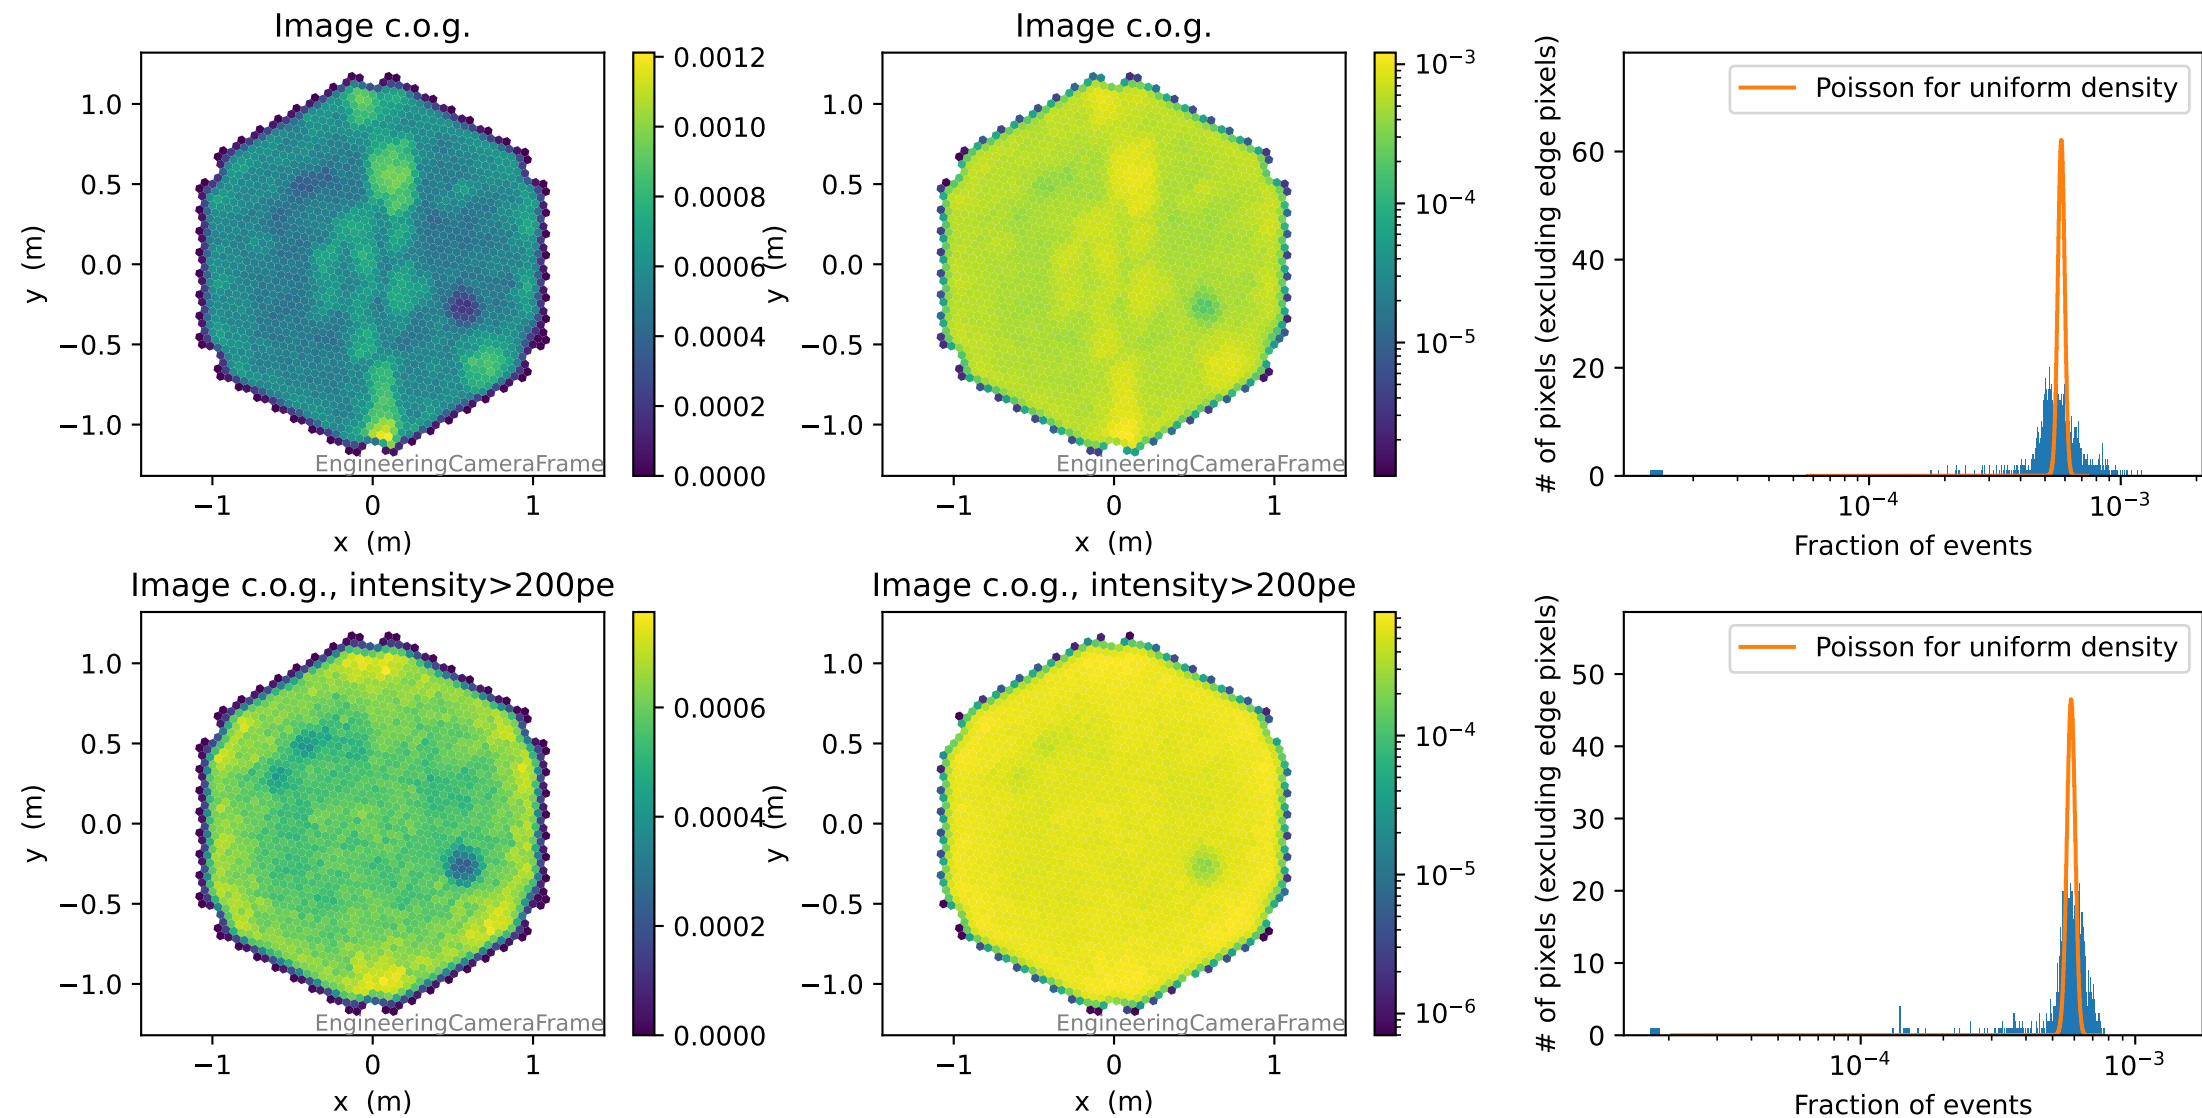 Image c.o.g.
1.0
0.5
0.0
−0.5
−1.0
y (m)
−1
0
1
x (m)
EngineeringCameraFrame
0.0012
0.0010
0.0008
0.0006
0.0004
0.0002
0.0000
Image c.o.g.
1.0
0.5
0.0
−0.5
−1.0
y (m)
−1
0
1
x (m)
EngineeringCameraFrame
10⁻³
10⁻⁴
10⁻⁵
# of pixels (excluding edge pixels)
60
40
20
0
Poisson for uniform density
10⁻⁴
10⁻³
Fraction of events
Image c.o.g., intensity>200pe
1.0
0.5
0.0
−0.5
−1.0
y (m)
−1
0
1
x (m)
EngineeringCameraFrame
0.0006
0.0004
0.0002
0.0000
Image c.o.g., intensity>200pe
1.0
0.5
0.0
−0.5
−1.0
y (m)
−1
0
1
x (m)
EngineeringCameraFrame
10⁻⁴
10⁻⁵
10⁻⁶
# of pixels (excluding edge pixels)
50
40
30
20
10
0
Poisson for uniform density
10⁻⁴
10⁻³
Fraction of events